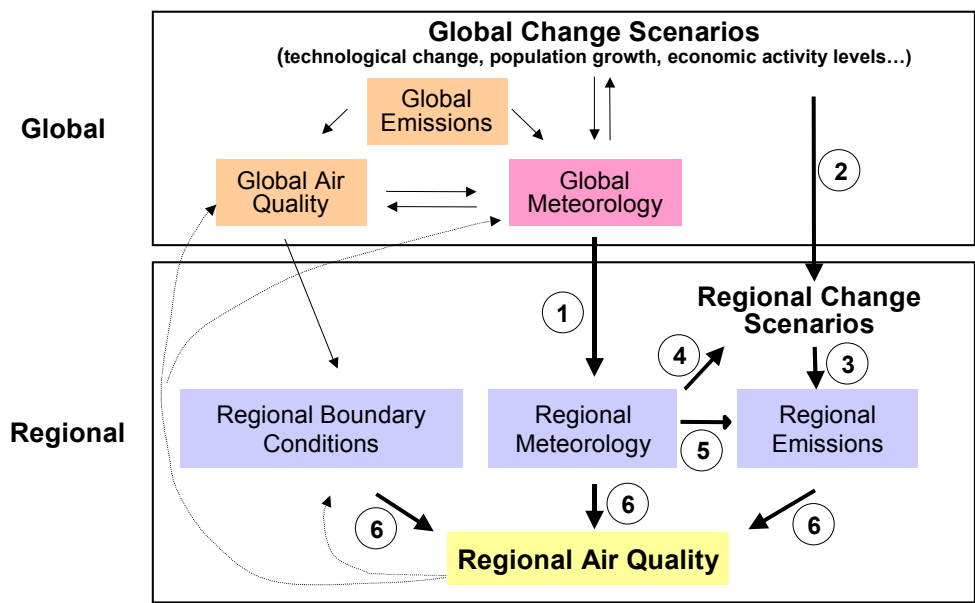 Global Change Scenarios
(technological change, population growth, economic activity levels…)
Global
Emissions
Global
2
Global Air
Quality
Global
Meteorology
1
Regional Change
Scenarios
4
3
Regional
Regional Boundary
Conditions
Regional
Meteorology
5
Regional
Emissions
6
6
6
Regional Air Quality